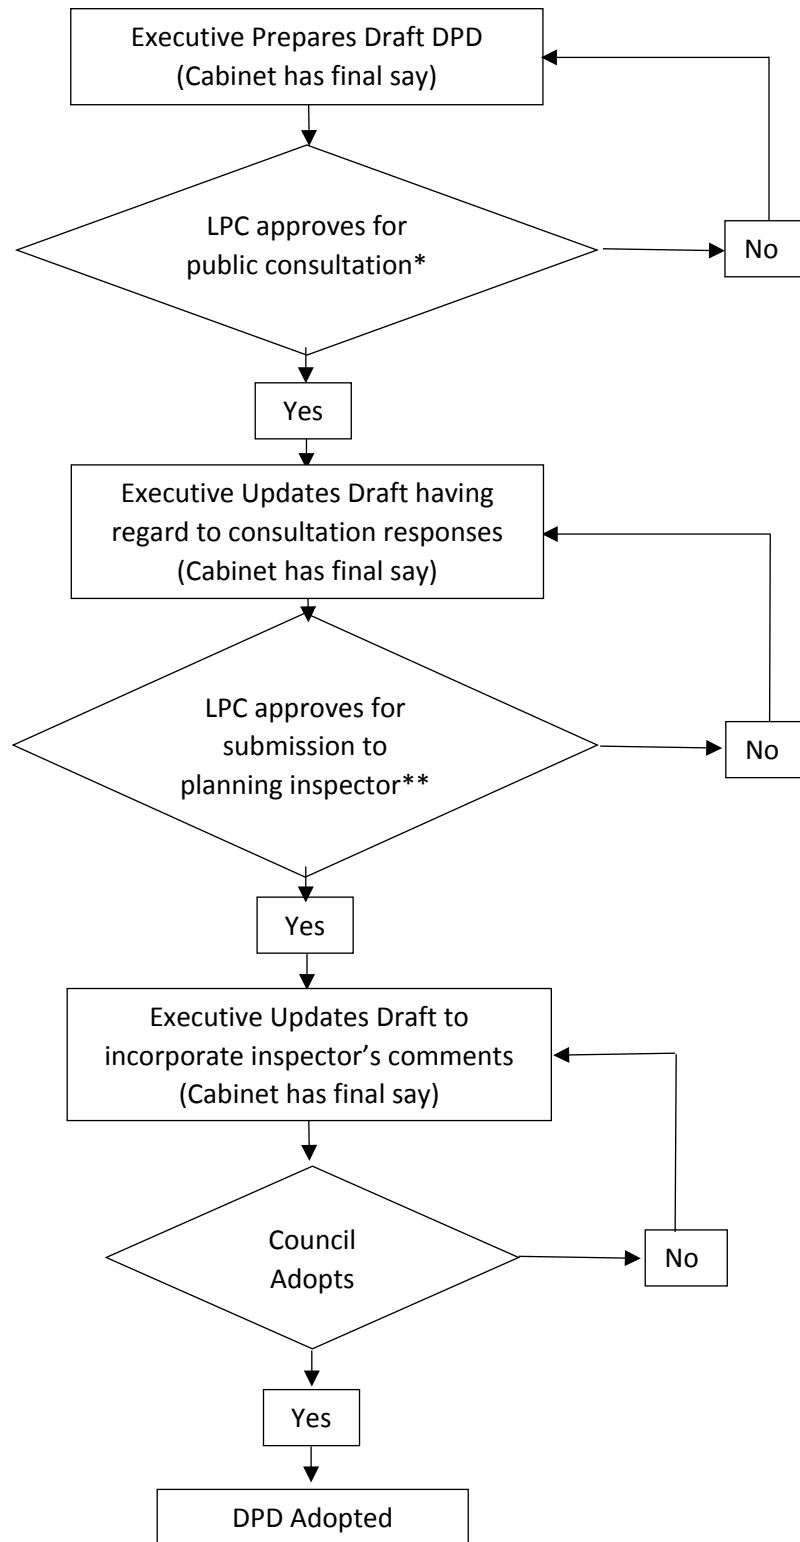 Executive Prepares Draft DPD
(Cabinet has final say)
LPC approves for
public consultation*
No
Yes
Executive Updates Draft having
regard to consultation responses
(Cabinet has final say)
LPC approves for
submission to
planning inspector**
No
Yes
Executive Updates Draft to
incorporate inspector’s comments
(Cabinet has final say)
Council
Adopts
No
Yes
DPD Adopted